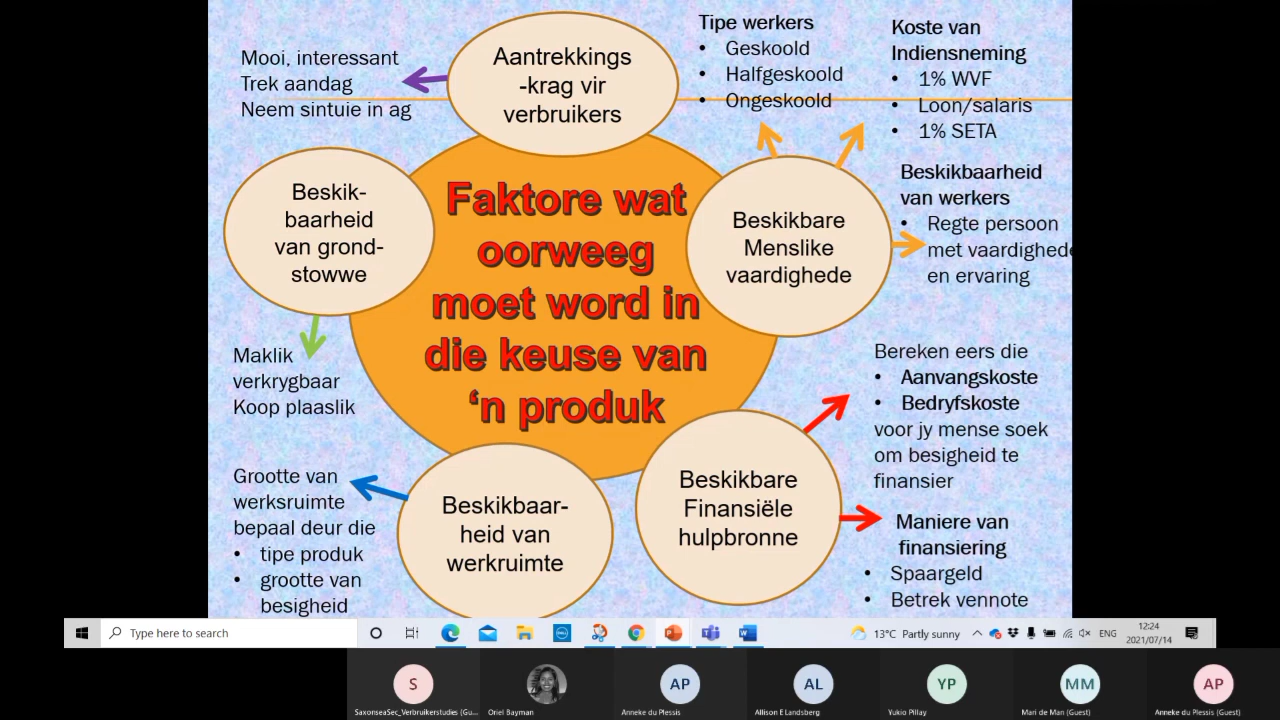 Aantrekkings
-krag vir
verbruikers
Mooi, interessant
Trek aandag
Neem sintuie in ag
Tipe werkers
• Geskoold
• Halfgeskoold
• Ongeskoold
Koste van
Indiensneming
• 1% WVF
• Loon/salaris
• 1% SETA
Beskikbaarheid
van werkers
• Regte persoon
met vaardighede
en ervaring
Beskikbare
Menslike
vaardighede
Beskik-
baarheid
van grond-
stowwe
Faktore wat
oorweeg
moet word in
die keuse van
‘n produk
Maklik
verkrygbaar
Koop plaaslik
Bereken eers die
• Aanvangskoste
• Bedryfskoste
voor jy mense soek
om besigheid te
finansier
Beskikbare
Finansiële
hulpbronne
Maniere van
finansiering
• Spaargeld
• Betrek vennote
Beskikbaar-
heid van
werkruimte
Grootte van
werksruimte
bepaal deur die
• tipe produk
• grootte van
besigheid
Type here to search
13°C Partly sunny
ENG
12:24
2021/07/14
S
SaxonseaSec_Verbruikerstudies (Gu...
Oriel Bayman
AP
Anneke du Plessis
AL
Allison E Landsberg
YP
Yukio Pillay
MM
Mari de Man (Guest)
AP
Anneke du Plessis (Guest)